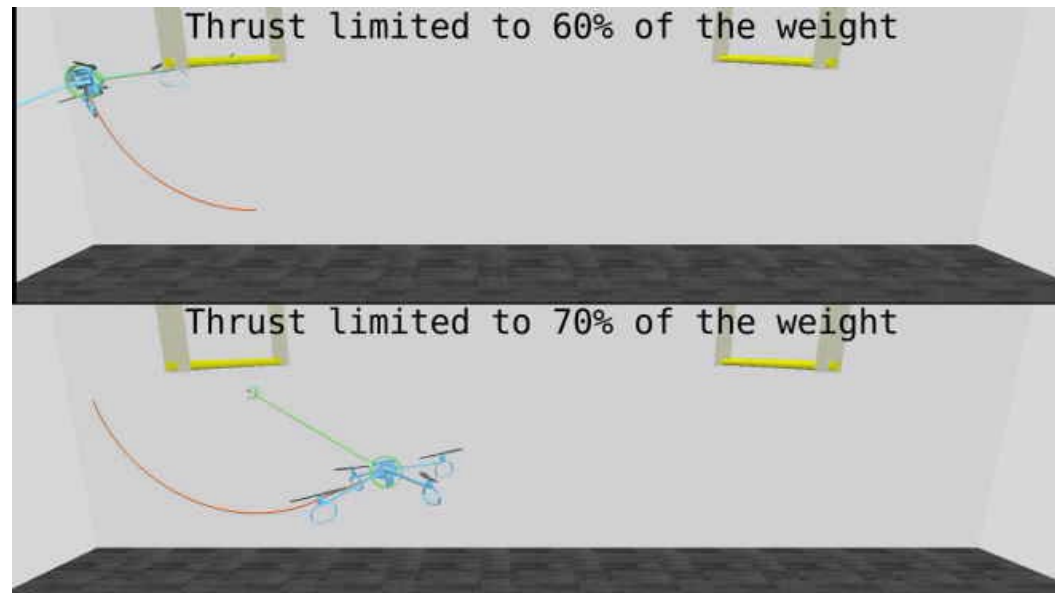 Thrust limited to 60% of the weight
Thrust limited to 70% of the weight